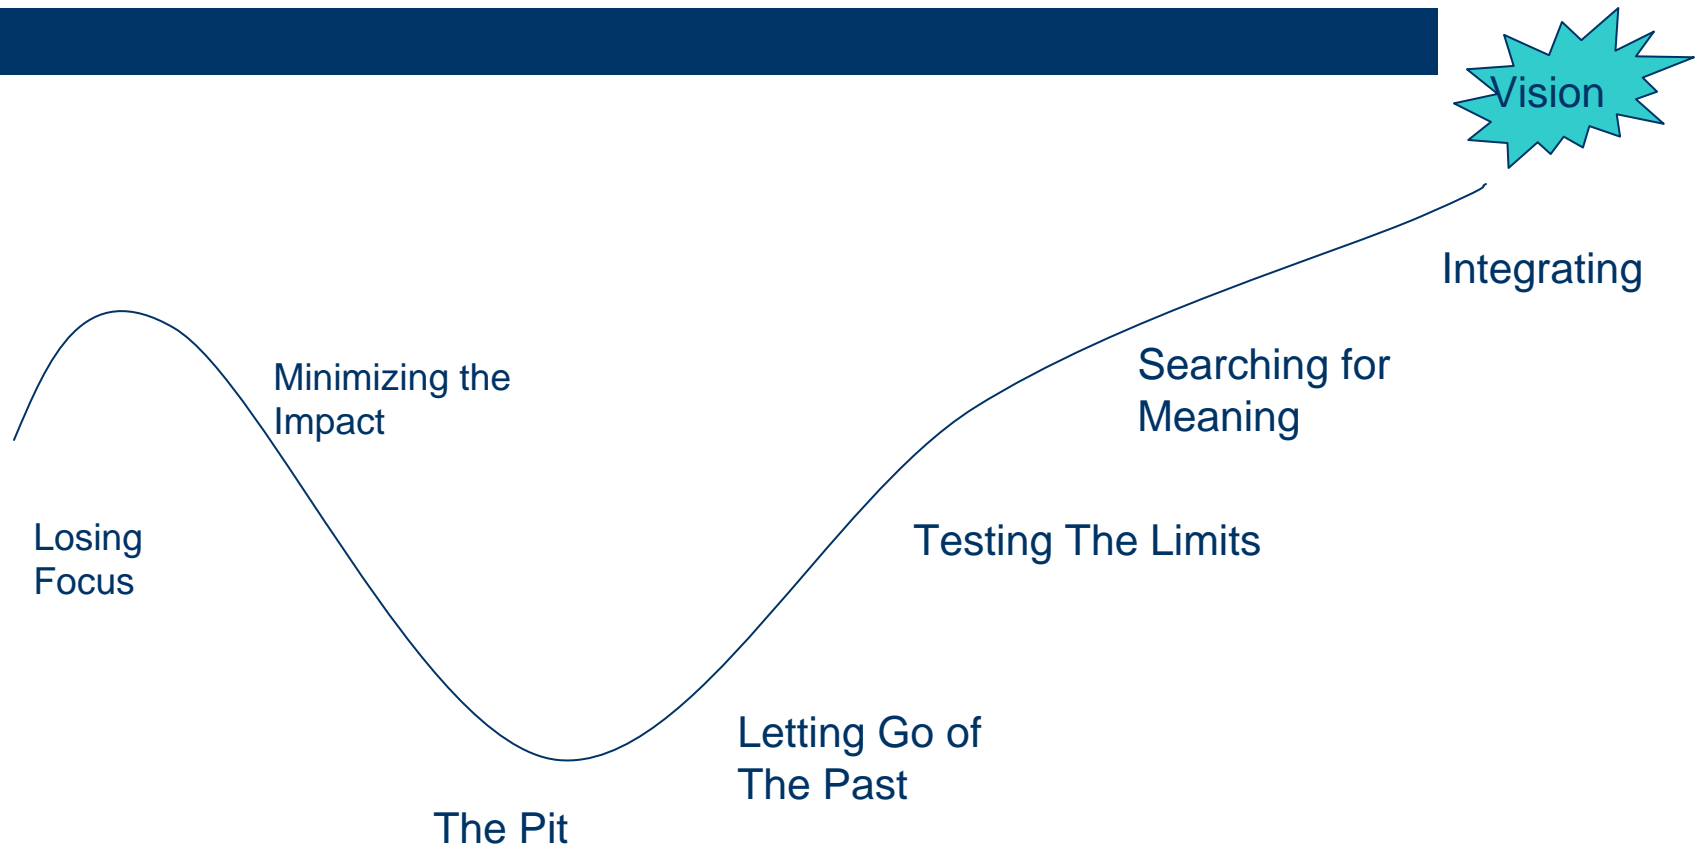 Vision
Integrating
Searching for
Meaning
Minimizing the
Impact
Testing The Limits
Losing
Focus
Letting Go of
The Past
The Pit